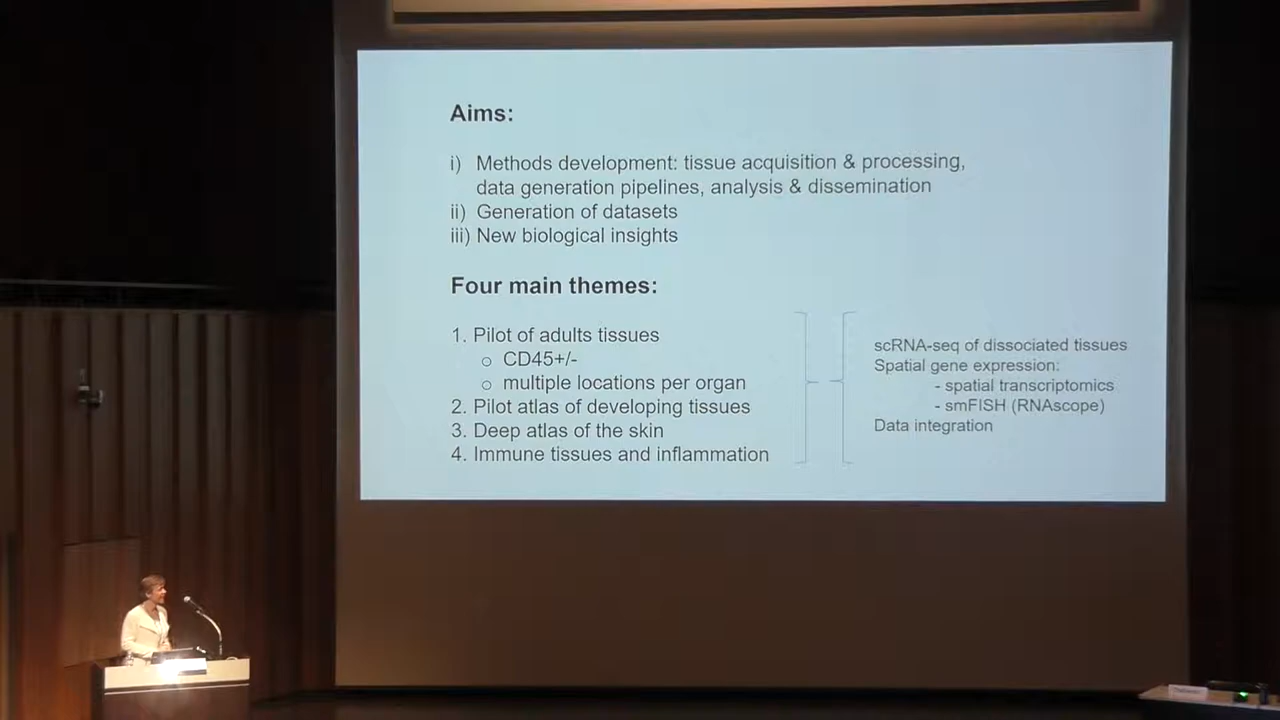 Aims:
i) Methods development: tissue acquisition & processing,
data generation pipelines, analysis & dissemination
ii) Generation of datasets
iii) New biological insights
Four main themes:
1. Pilot of adults tissues
o CD45+/-
o multiple locations per organ
2. Pilot atlas of developing tissues
3. Deep atlas of the skin
4. Immune tissues and inflammation
scRNA-seq of dissociated tissues
Spatial gene expression:
- spatial transcriptomics
- smFISH (RNAscope)
Data integration